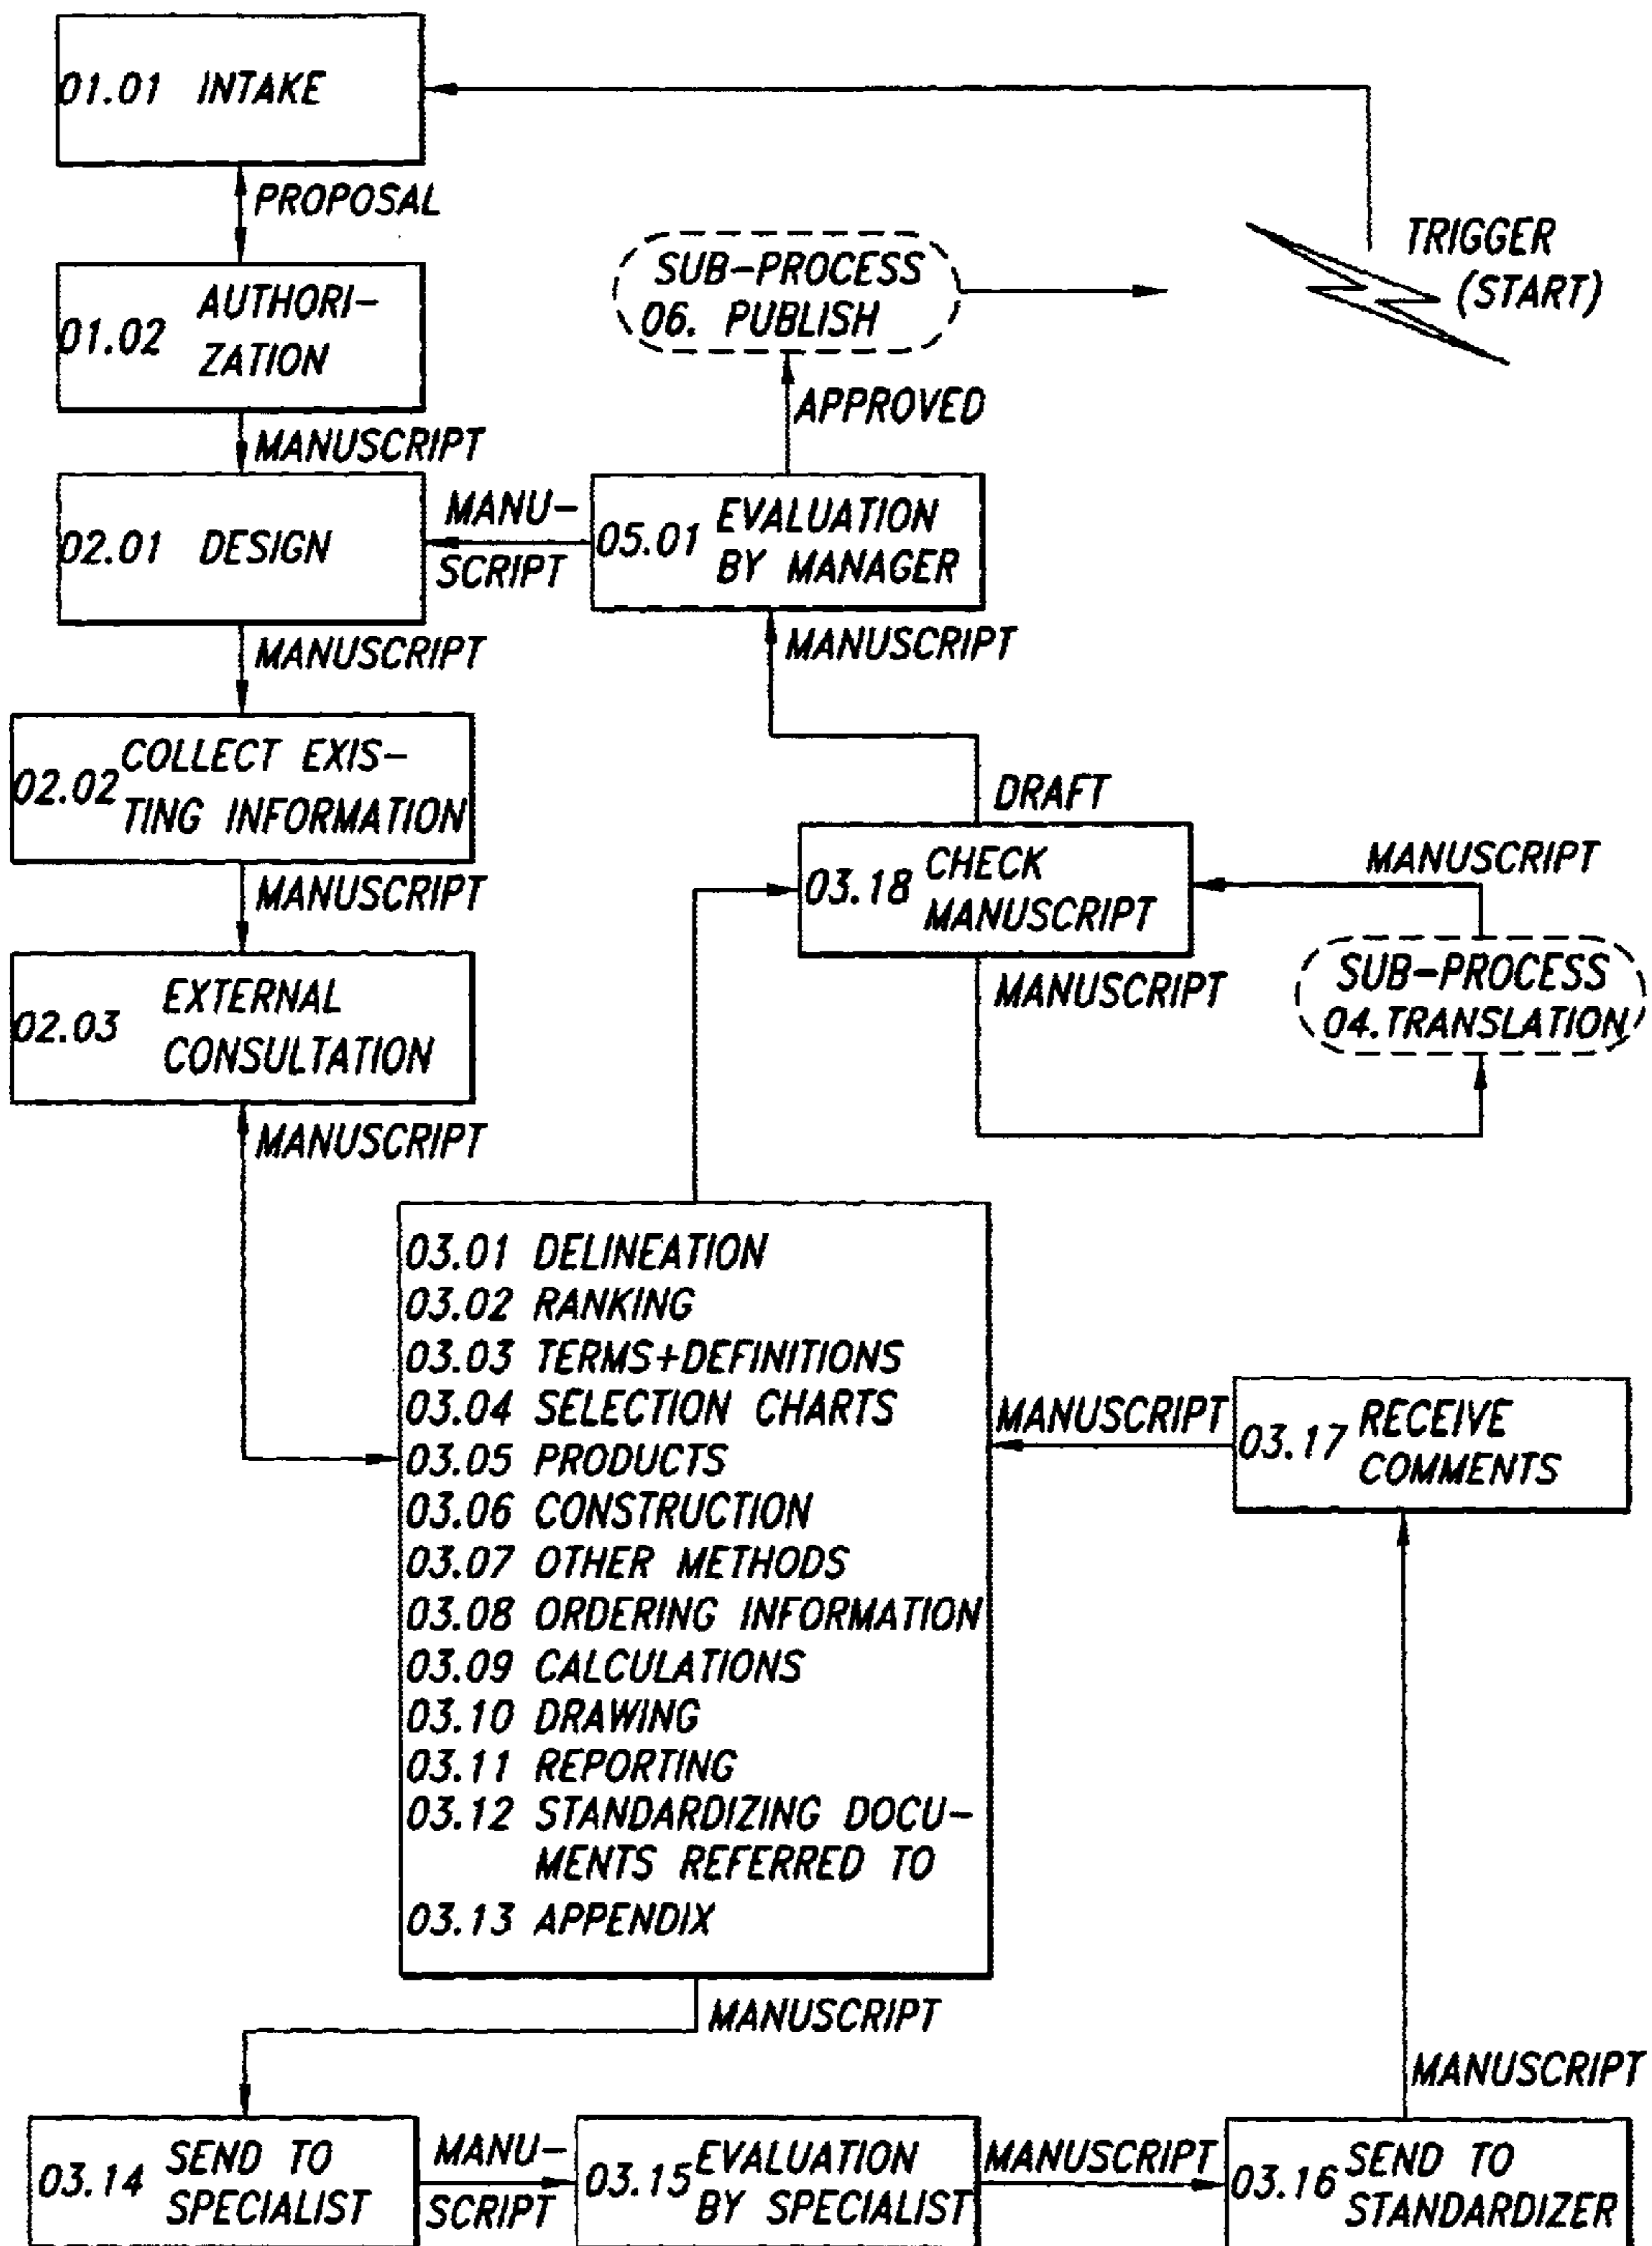 01.01 INTAKE
PROPOSAL
TRIGGER
(START)
SUB-PROCESS
06. PUBLISH
01.02 AUTHORI-
ZATION
APPROVED
MANUSCRIPT
02.01 DESIGN
MANU-
SCRIPT
05.01 EVALUATION
BY MANAGER
MANUSCRIPT
MANUSCRIPT
02.02 COLLECT EXIS-
TING INFORMATION
DRAFT
MANUSCRIPT
03.18 CHECK
MANUSCRIPT
MANUSCRIPT
SUB-PROCESS
04. TRANSLATION
MANUSCRIPT
02.03 EXTERNAL
CONSULTATION
MANUSCRIPT
03.01 DELINEATION
03.02 RANKING
03.03 TERMS+DEFINITIONS
03.04 SELECTION CHARTS
03.05 PRODUCTS
03.06 CONSTRUCTION
03.07 OTHER METHODS
03.08 ORDERING INFORMATION
03.09 CALCULATIONS
03.10 DRAWING
03.11 REPORTING
03.12 STANDARDIZING DOCU-
MENTS REFERRED TO
03.13 APPENDIX
MANUSCRIPT
03.17 RECEIVE
COMMENTS
MANUSCRIPT
MANUSCRIPT
03.14 SEND TO
SPECIALIST
MANU-
SCRIPT
03.15 EVALUATION
BY SPECIALIST
MANUSCRIPT
03.16 SEND TO
STANDARDIZER